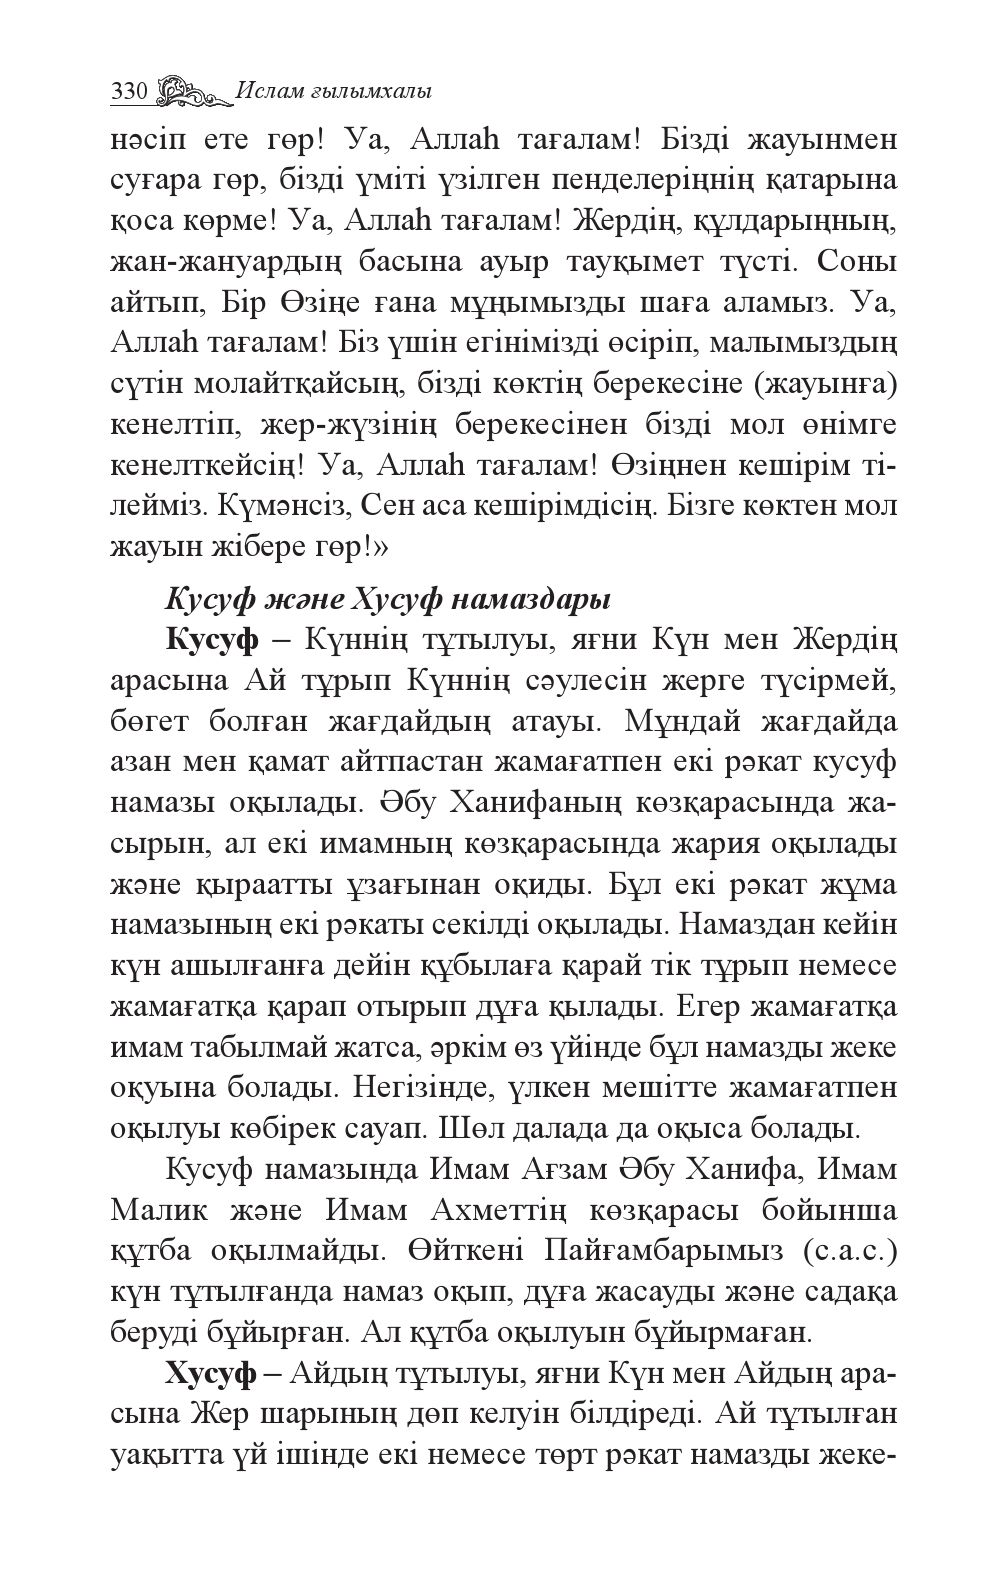 330 Ислам ғылымхалы
нәсіп ете гөр! Уа, Аллаһ тағалам! Бізді жауынмен
суғара гөр, бізді үміті үзілген пенделеріңнің қатарына
қоса көрме! Уа, Аллаһ тағалам! Жердің, құлдарыңның,
жан-жануардың басына ауыр тауқымет түсті. Соны
айтып, Бір Өзіңе ғана мұңымызды шаға аламыз. Уа,
Аллаһ тағалам! Біз үшін егінімізді өсіріп, малымыздың
сүтін молайтқайсың, бізді көктің берекесіне (жауынға)
кенелтіп, жер-жүзінің берекесінен бізді мол өнімге
кенелткейсің! Уа, Аллаһ тағалам! Өзіңнен кешірім ті-
лейміз. Күмәнсіз, Сен аса кешірімдісің. Бізге көктен мол
жауын жібере гөр!»
Кусуф және Хусуф намаздары
Кусуф – Күннің тұтылуы, яғни Күн мен Жердің
арасына Ай тұрып Күннің сәулесін жерге түсірмей,
бөгет болған жағдайдың атауы. Мұндай жағдайда
азан мен қамат айтпастан жамағатпен екі рәкат кусуф
намазы оқылады. Әбу Ханифаның көзқарасында жа-
сырын, ал екі имамның көзқарасында жария оқылады
және қыраатты ұзағынан оқиды. Бұл екі рәкат жұма
намазының екі рәкаты секілді оқылады. Намаздан кейін
күн ашылғанға дейін құбылаға қарай тік тұрып немесе
жамағатқа қарап отырып дұға қылады. Егер жамағатқа
имам табылмай жатса, әркім өз үйінде бұл намазды жеке
оқуына болады. Негізінде, үлкен мешітте жамағатпен
оқылуы көбірек сауап. Шөл далада да оқыса болады.
Кусуф намазында Имам Ағзам Әбу Ханифа, Имам
Малик және Имам Ахметтің көзқарасы бойынша
құтба оқылмайды. Өйткені Пайғамбарымыз (с.а.с.)
күн тұтылғанда намаз оқып, дұға жасауды және садақа
беруді бұйырған. Ал құтба оқылуын бұйырмаған.
Хусуф – Айдың тұтылуы, яғни Күн мен Айдың ара-
сына Жер шарының дөп келуін білдіреді. Ай тұтылған
уақытта үй ішінде екі немесе төрт рәкат намазды жеке-